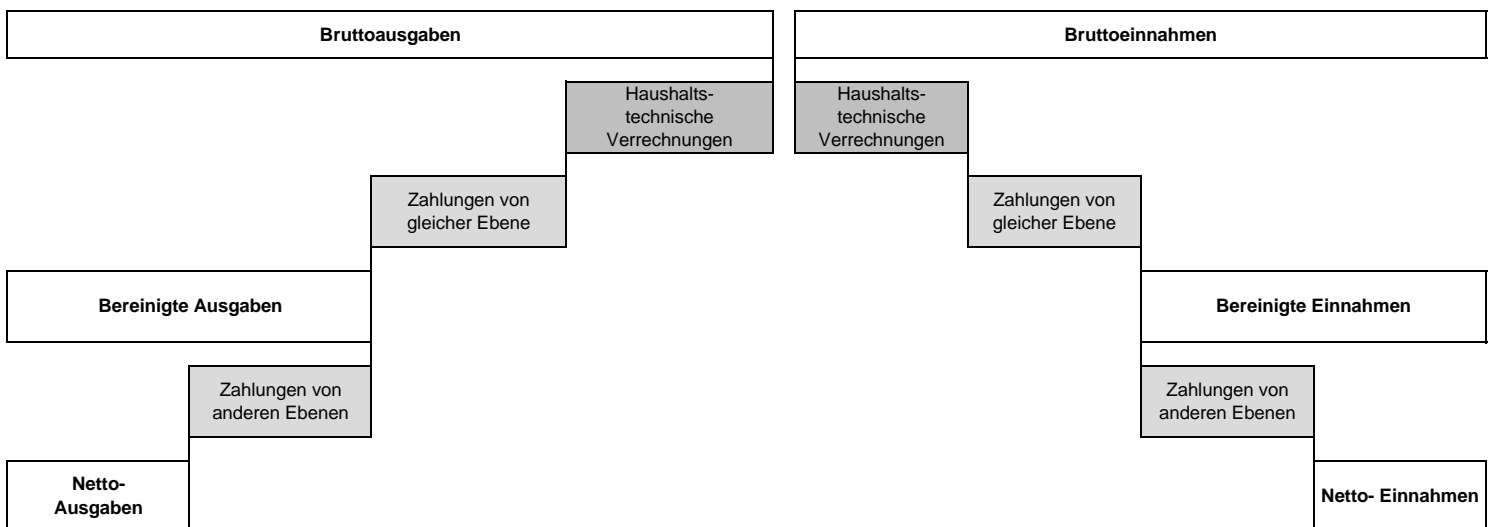 Bruttoausgaben
Bruttoeinnahmen
Haushalts-
technische
Verrechnungen
Haushalts-
technische
Verrechnungen
Zahlungen von
gleicher Ebene
Zahlungen von
gleicher Ebene
Bereinigte Ausgaben
Bereinigte Einnahmen
Zahlungen von
anderen Ebenen
Zahlungen von
anderen Ebenen
Netto-
Ausgaben
Netto- Einnahmen